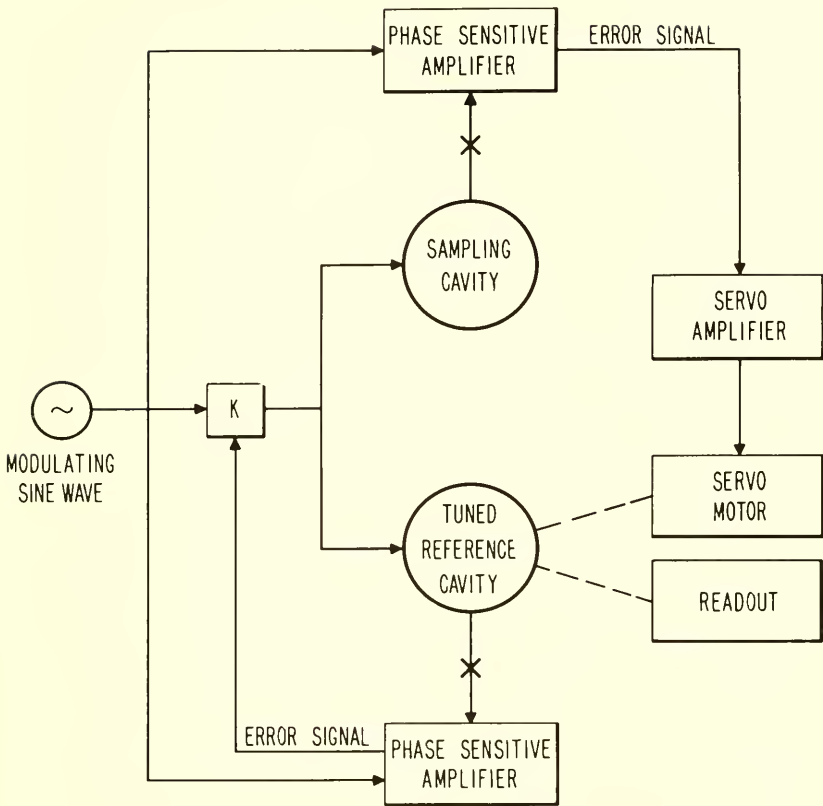 PHASE SENSITIVE
AMPLIFIER
ERROR SIGNAL
SAMPLING
CAVITY
SERVO
AMPLIFIER
~
K
MODULATING
SINE WAVE
TUNED
REFERENCE
CAVITY
SERVO
MOTOR
READOUT
ERROR SIGNAL
PHASE SENSITIVE
AMPLIFIER